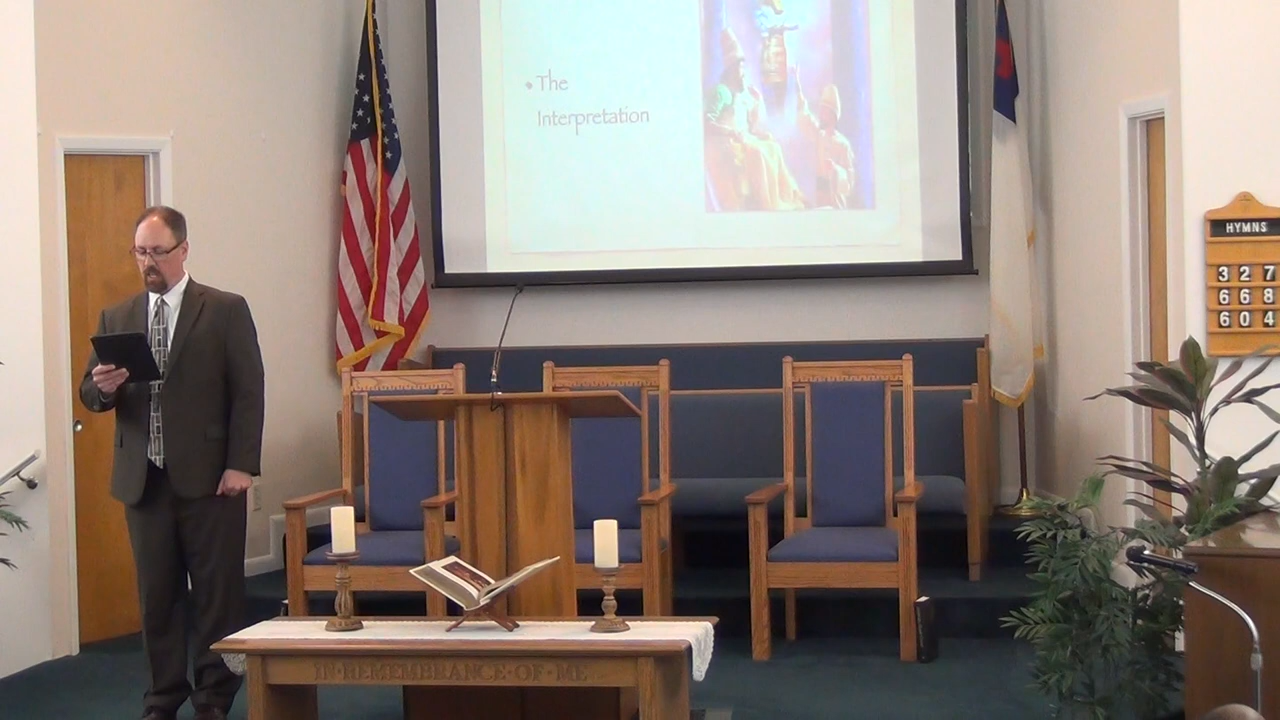 • The
Interpretation
HYMNS
327
668
604
IN·REMEMBRANCE·OF·ME